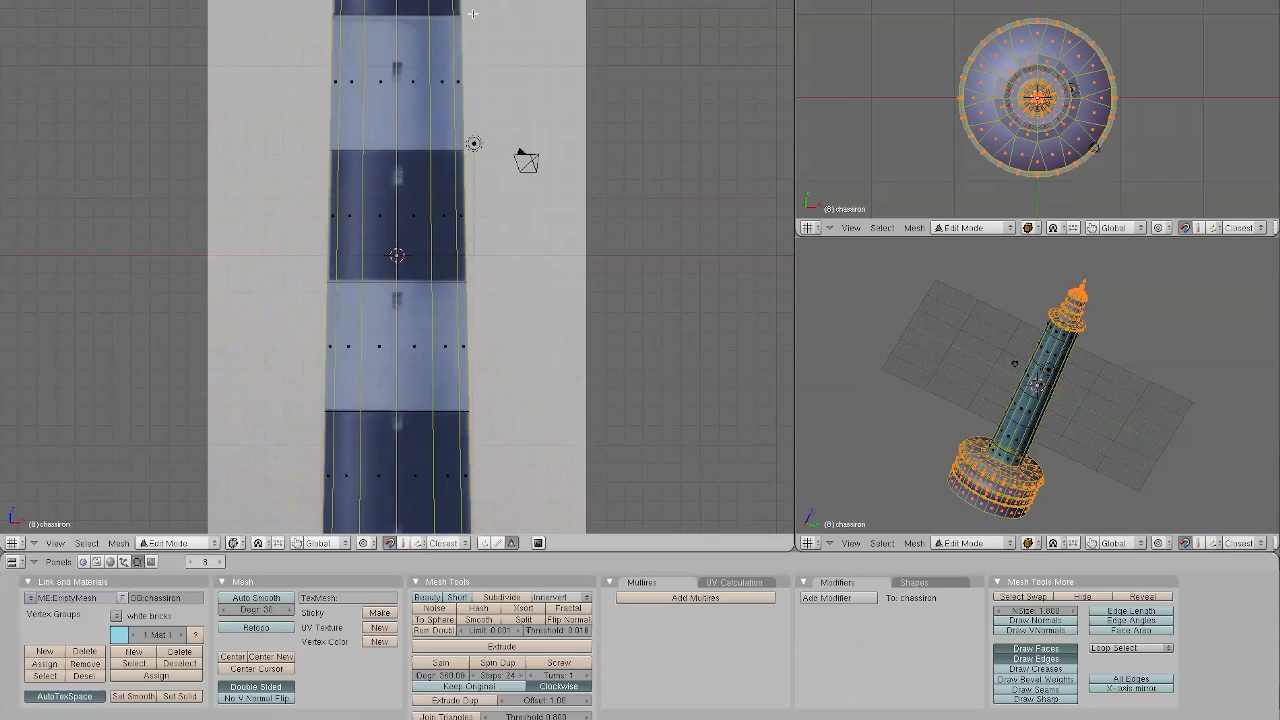 (8) chassiron
View Select Mesh Edit Mode Global Closest
(8) chassiron
View Select Mesh Edit Mode Global Closest
(8) chassiron
View Select Mesh Edit Mode Global Closest
Panels 8
Link and Materials
ME:EmptyMesh F OB:chassiron
Vertex Groups
white bricks
1 Mat 1 ?
New Delete New Delete
Assign Remove Select Deselect
Select Desel. Assign
AutoTexSpace Set Smooth Set Solid
Mesh
Auto Smooth
Degr: 30
Retopo
TexMesh:
Sticky Make
UV Texture New
Vertex Color New
Center Center New
Center Cursor
Double Sided
No V.Normal Flip
Mesh Tools
Beauty Short Subdivide Innervert
Noise Hash Xsort Fractal
To Sphere Smooth Split Flip Normal
Rem Doubl Limit: 0.001 Threshold: 0.016
Extrude
Spin Spin Dup Screw
Degr: 360.00 Steps: 24 Turns: 1
Keep Original Clockwise
Extrude Dup Offset: 1.00
Join Triangles Threshold 0.800
Multires UV Calculation
Add Multires
Modifiers Shapes
Add Modifier To: chassiron
Mesh Tools More
Select Swap Hide Reveal
NSize: 1.800
Draw Normals
Draw VNormals
Edge Length
Edge Angles
Face Area
Draw Faces
Draw Edges
Draw Creases
Draw Bevel Weights
Draw Seams
Draw Sharp
Loop Select
All Edges
X-axis mirror